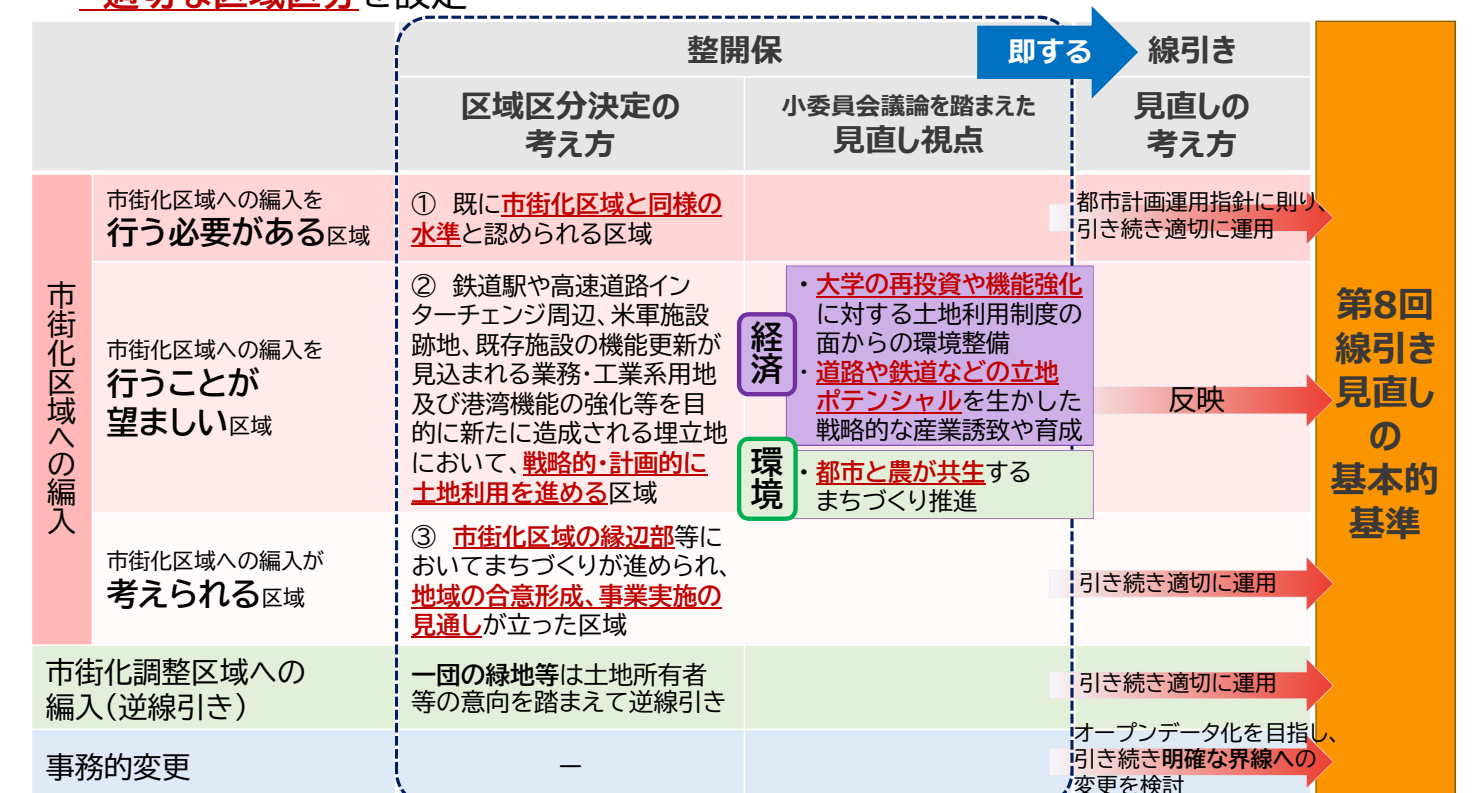 適切な区域区分を設定
整開保
即する
線引き
区域区分決定の
考え方
小委員会議論を踏まえた
見直し視点
見直しの
考え方
市街化区域への編入
市街化区域への編入を
行う必要がある区域
① 既に市街化区域と同様の
水準と認められる区域
都市計画運用指針に則り、
引き続き適切に運用
市街化区域への編入を
行うことが
望ましい区域
② 鉄道駅や高速道路イン
ターチェンジ周辺、米軍施設
跡地、既存施設の機能更新が
見込まれる業務・工業系用地
及び港湾機能の強化等を目
的に新たに造成される埋立地
において、戦略的・計画的に
土地利用を進める区域
経済
・大学の再投資や機能強化
に対する土地利用制度の
面からの環境整備
・道路や鉄道などの立地
ポテンシャルを生かした
戦略的な産業誘致や育成
環境
・都市と農が共生する
まちづくり推進
反映
市街化区域への編入が
考えられる区域
③ 市街化区域の縁辺部等に
おいてまちづくりが進められ、
地域の合意形成、事業実施の
見通しが立った区域
引き続き適切に運用
市街化調整区域への
編入(逆線引き)
一団の緑地等は土地所有者
等の意向を踏まえて逆線引き
引き続き適切に運用
事務的変更
－
オープンデータ化を目指し、
引き続き明確な界線への
変更を検討
第8回
線引き
見直し
の
基本的
基準